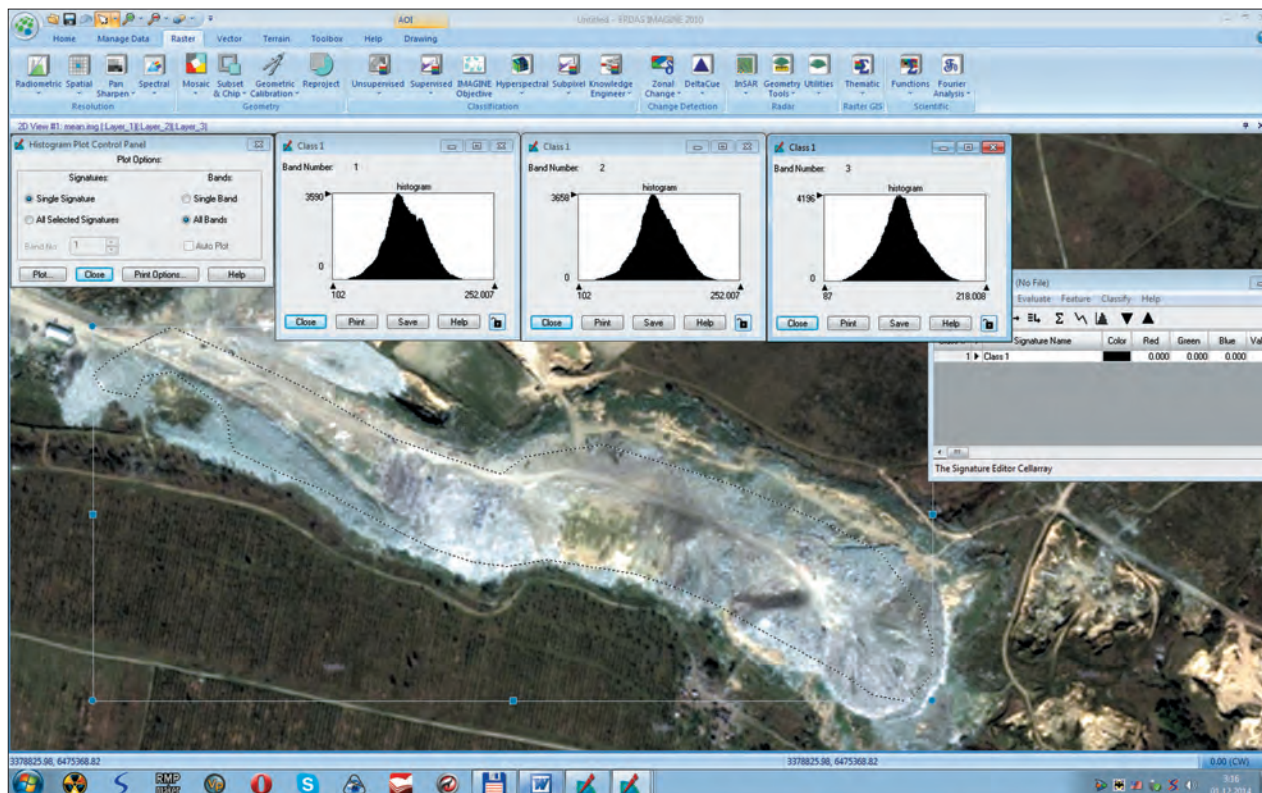 AOI
Untitled - ERDAS IMAGINE 2010
Home Manage Data Raster Vector Terrain Toolbox Help Drawing
Radiometric Spatial Pan Sharpen Spectral Mosaic Subset & Chip Geometric Calibration Reproject Unsupervised Supervised IMAGINE Objective Hyperspectral Subpixel Knowledge Engineer Zonal Change DeltaCue InSAR Geometry Tools Utilities Thematic Functions Fourier Analysis
Resolution Geometry Classification Change Detection Radar Raster GIS Scientific
2D View #1: mean.img (:Layer_1)(:Layer_2)(:Layer_3)
Histogram Plot Control Panel
Plot Options:
Signatures: Bands:
Single Signature Single Band
All Selected Signatures All Bands
Band No: 1 Auto Plot
Plot... Close Print Options... Help
Class 1
Band Number: 1
histogram
3590
0
102 252.007
Close Print Save Help
Class 1
Band Number: 2
histogram
3658
0
102 252.007
Close Print Save Help
Class 1
Band Number: 3
histogram
4196
0
87 218.008
Close Print Save Help
(No File)
Evaluate Feature Classify Help
Signature Name Color Red Green Blue
1 Class 1 0.000 0.000 0.000
The Signature Editor Cellarray
3378825.98, 6475368.82 3378825.98, 6475368.82 0.00 (CW)
RMP
Vp
W
3:16
01.12.2014